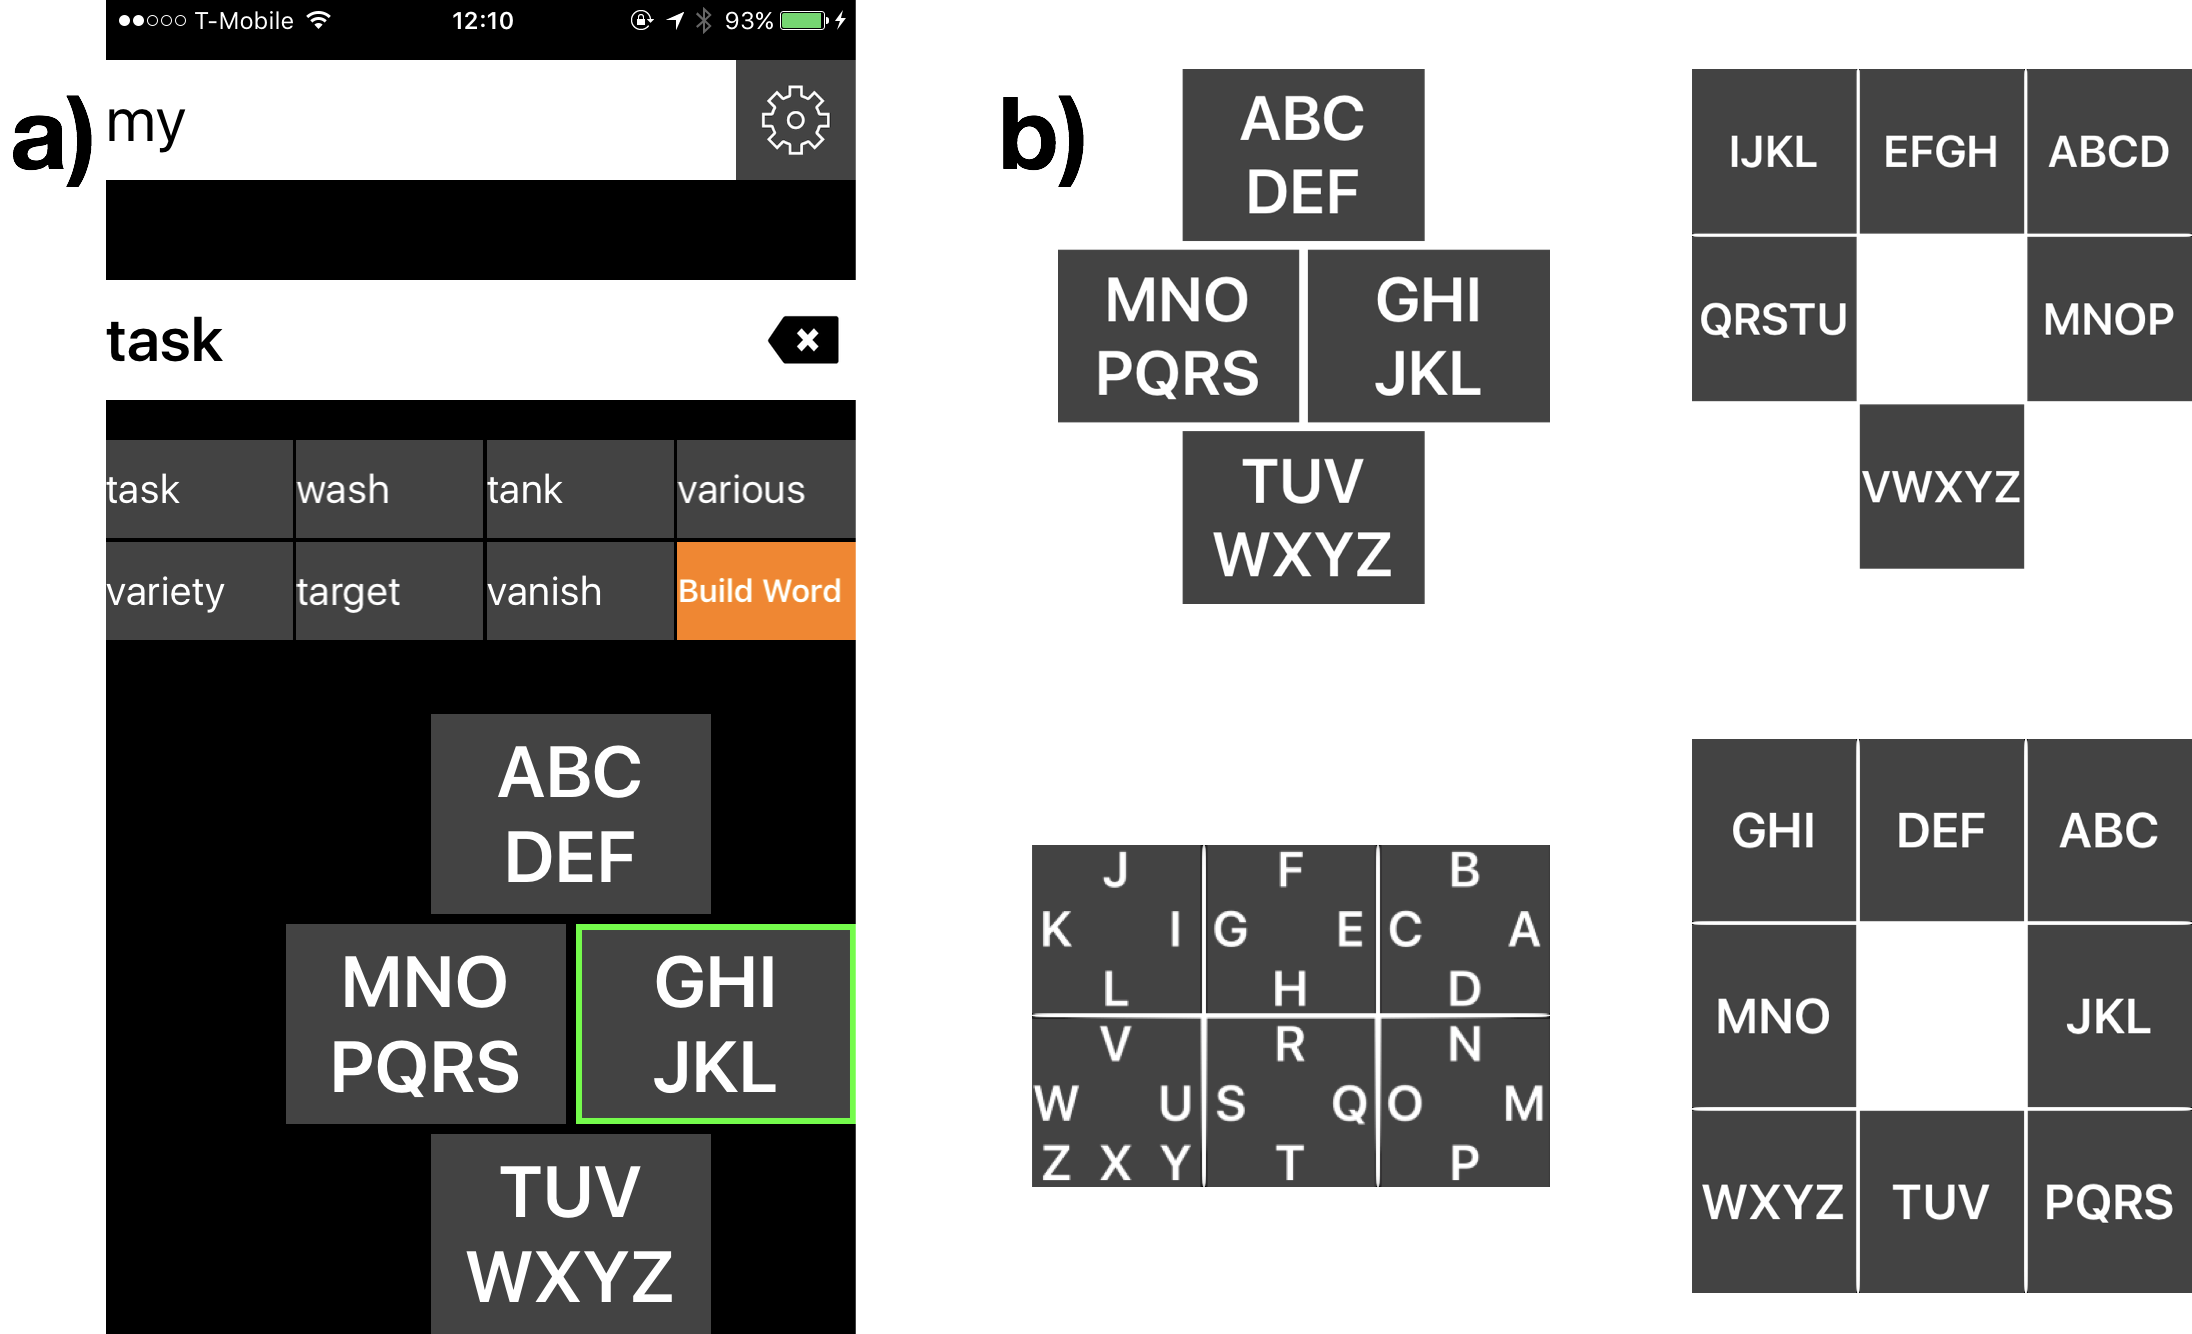 T-Mobile 12:10 93%
a)
my
task
task wash tank various
variety target vanish Build Word
ABC
DEF
MNO GHI
PQRS JKL
TUV
WXYZ
b)
ABC
DEF
MNO GHI
PQRS JKL
TUV
WXYZ
IJKL EFGH ABCD
QRSTU MNOP
VWXYZ
J F B
K I G E C A
L H D
V R N
W U S Q O M
Z X Y T P
GHI DEF ABC
MNO JKL
WXYZ TUV PQRS